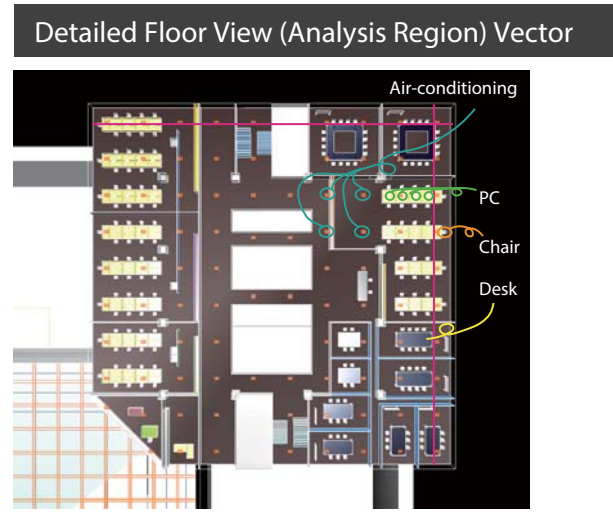 Detailed Floor View (Analysis Region) Vector
Air-conditioning
PC
Chair
Desk